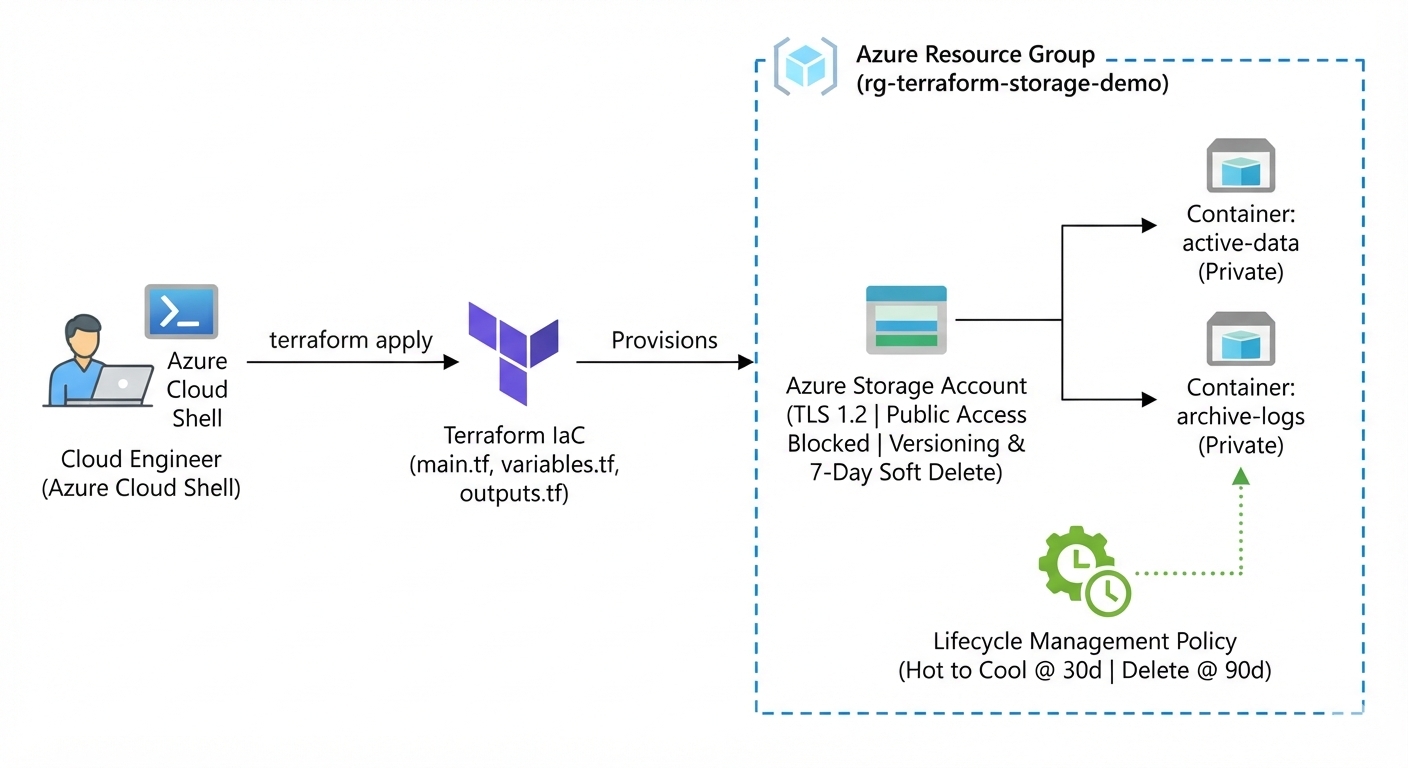 Azure Resource Group
(rg-terraform-storage-demo)
Container:
active-data
(Private)
Azure
Cloud
Shell
Cloud Engineer
(Azure Cloud Shell)
terraform apply
Terraform IaC
(main.tf, variables.tf,
outputs.tf)
Provisions
Azure Storage Account
(TLS 1.2 | Public Access
Blocked | Versioning &
7-Day Soft Delete)
Container:
archive-logs
(Private)
Lifecycle Management Policy
(Hot to Cool @ 30d | Delete @ 90d)